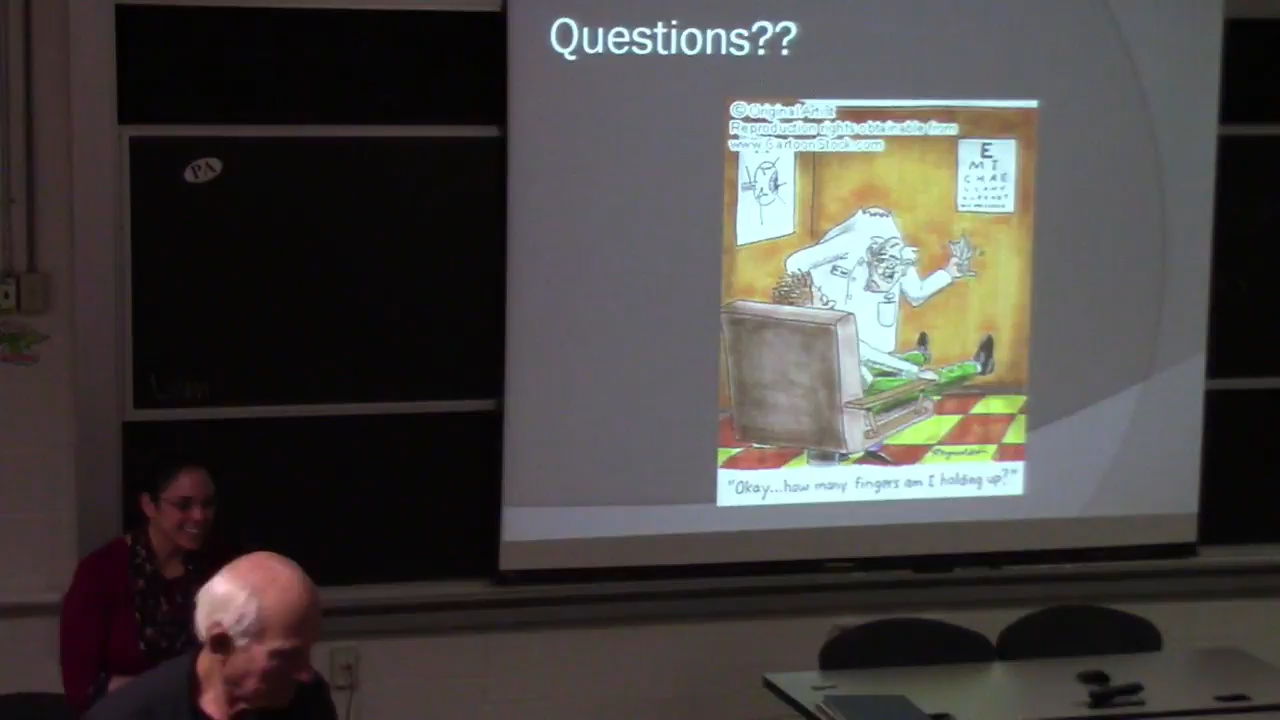 Questions??
© Original Artist
Reproduction rights obtainable from
www.CartoonStock.com
PA
E
M I
C H A E
"Okay...how many fingers am I holding up?"